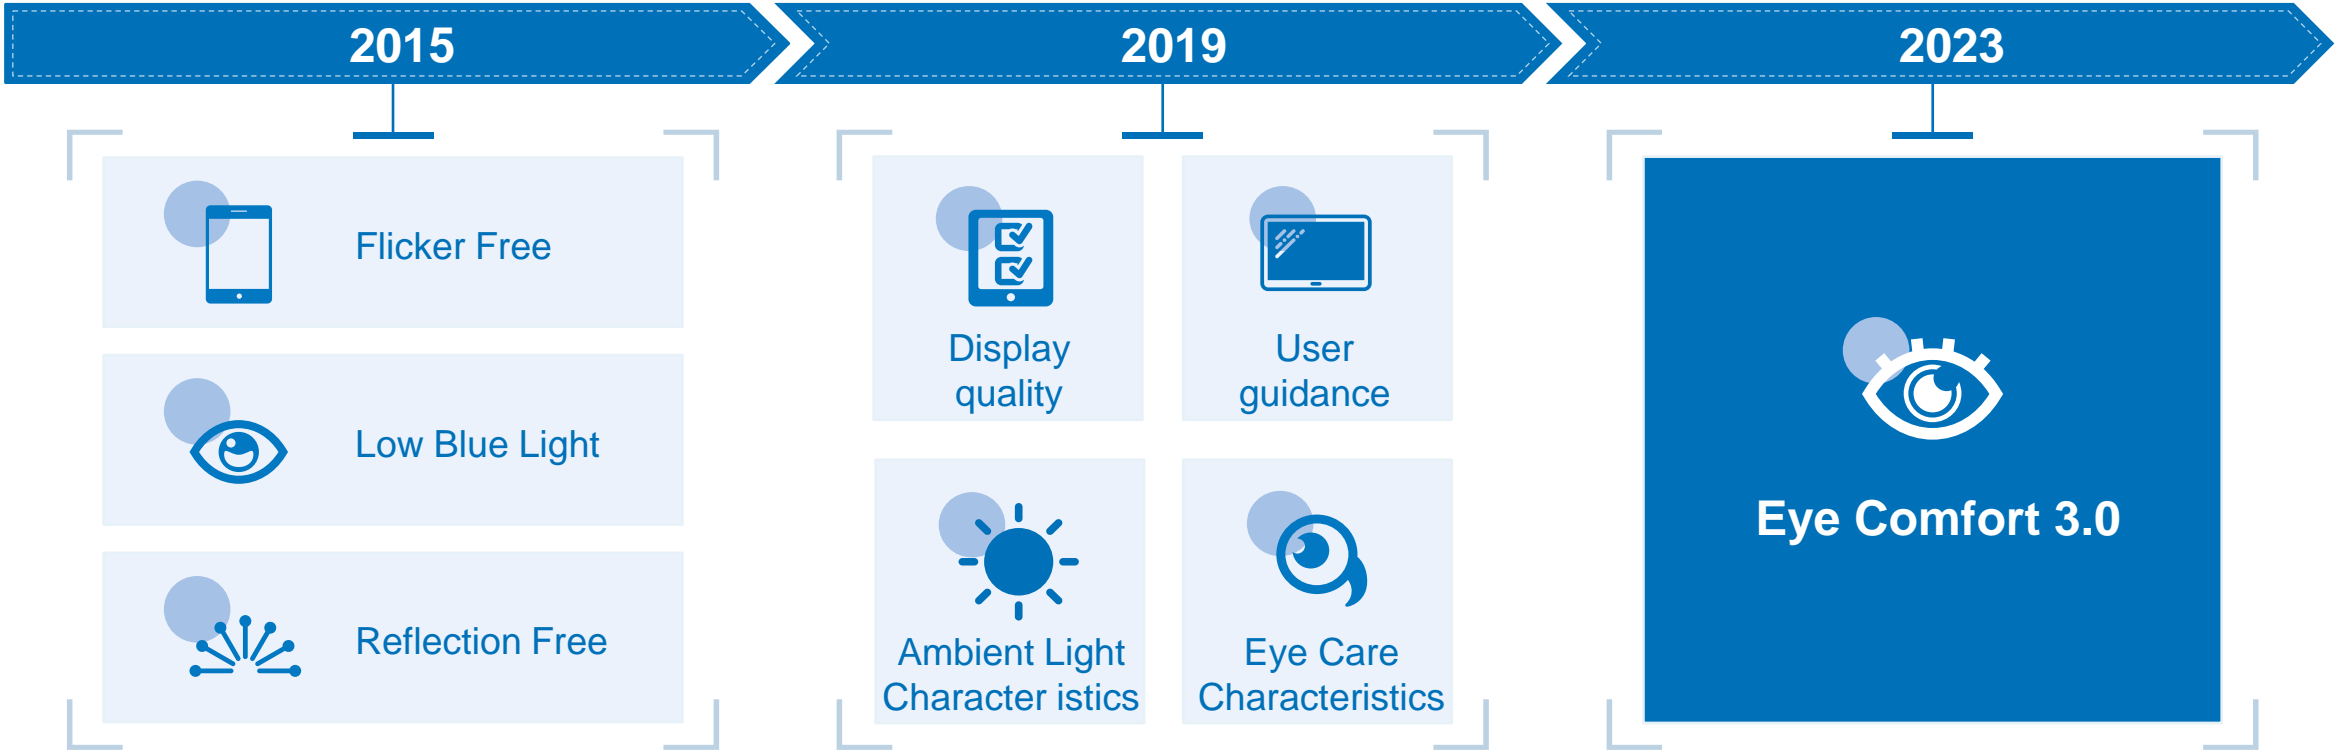 2015
2019
2023
Flicker Free
Low Blue Light
Reflection Free
Display
quality
User
guidance
Ambient Light
Character istics
Eye Care
Characteristics
Eye Comfort 3.0